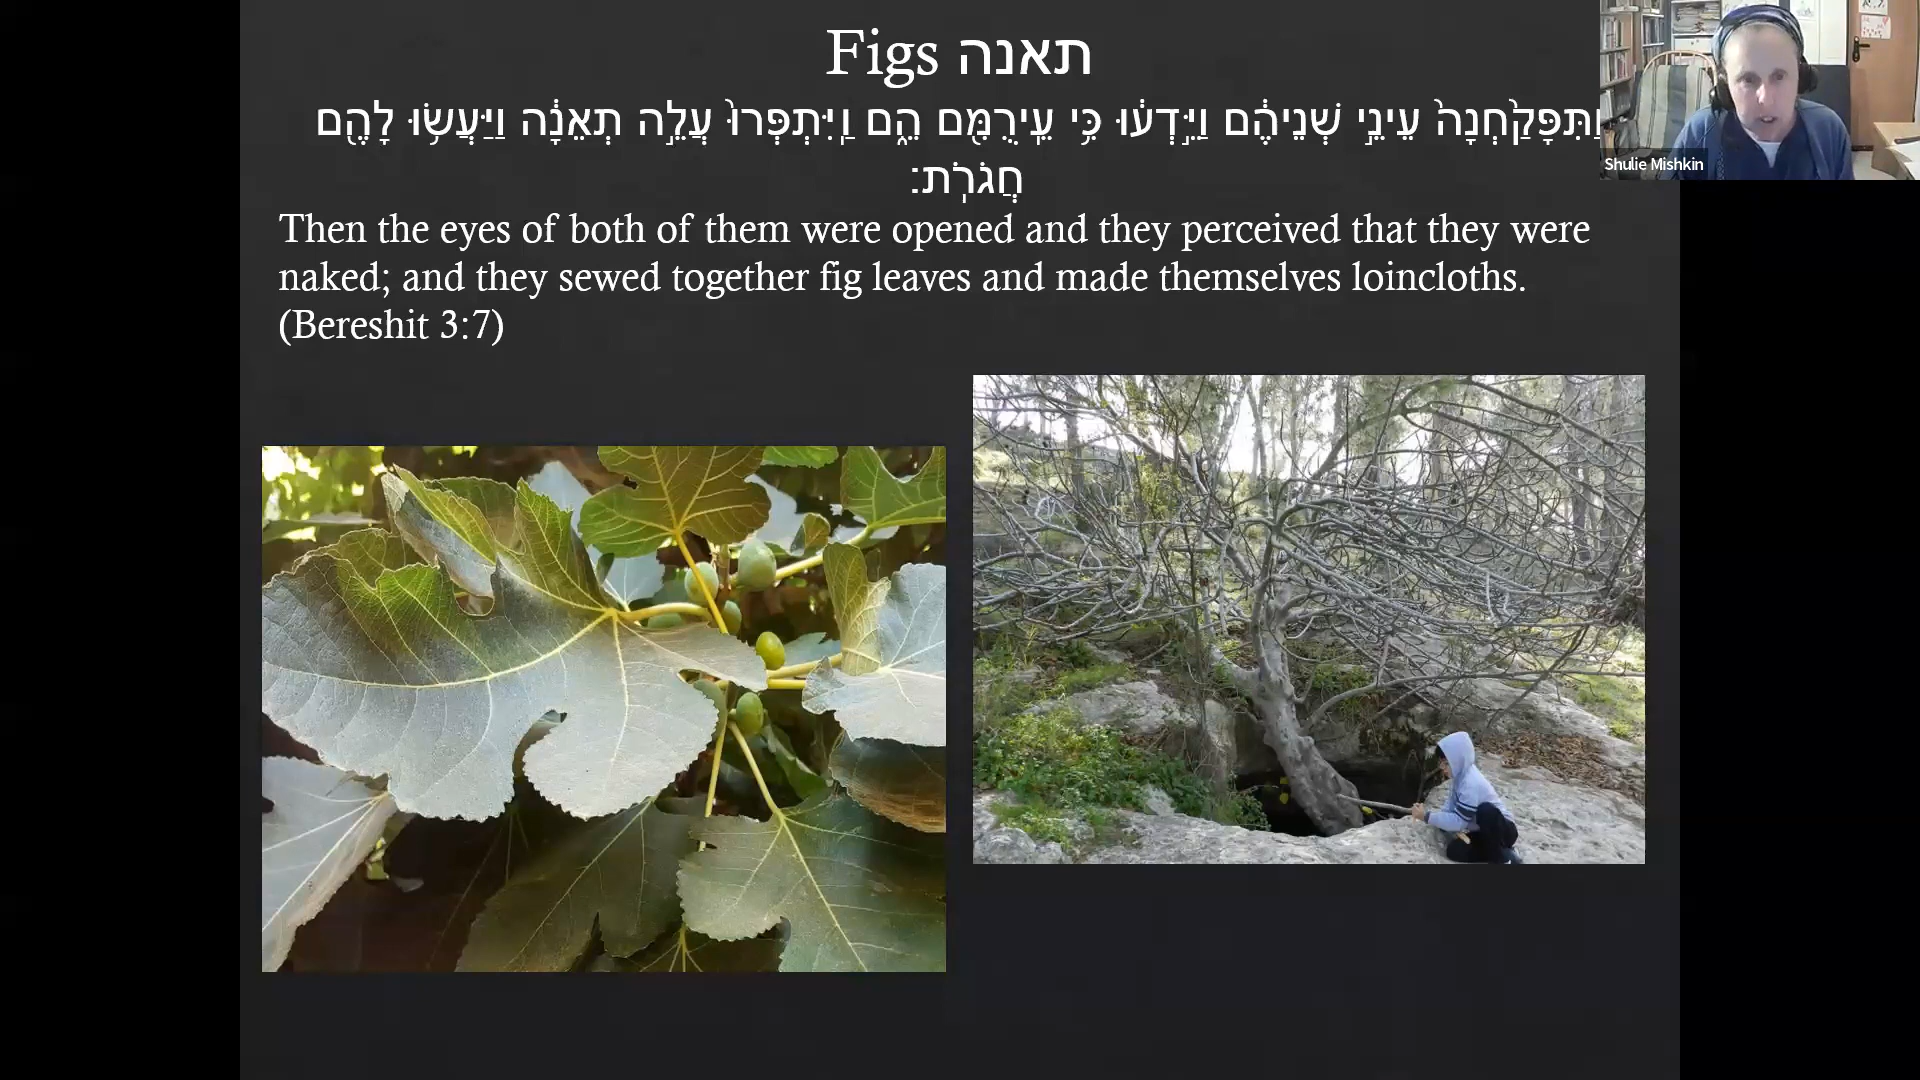 Figs תאנה
וַתִּפָּקַ֙חְנָה֙ עֵינֵ֣י שְׁנֵיהֶ֔ם וַיֵּ֣דְע֔וּ כִּ֥י עֵֽירֻמִּ֖ם הֵ֑ם וַֽיִּתְפְּרוּ֙ עֲלֵ֣ה תְאֵנָ֔ה וַיַּעֲשׂ֥וּ לָהֶ֖ם
חֲגֹרֹֽת׃
Then the eyes of both of them were opened and they perceived that they were
naked; and they sewed together fig leaves and made themselves loincloths.
(Bereshit 3:7)
Shulie Mishkin